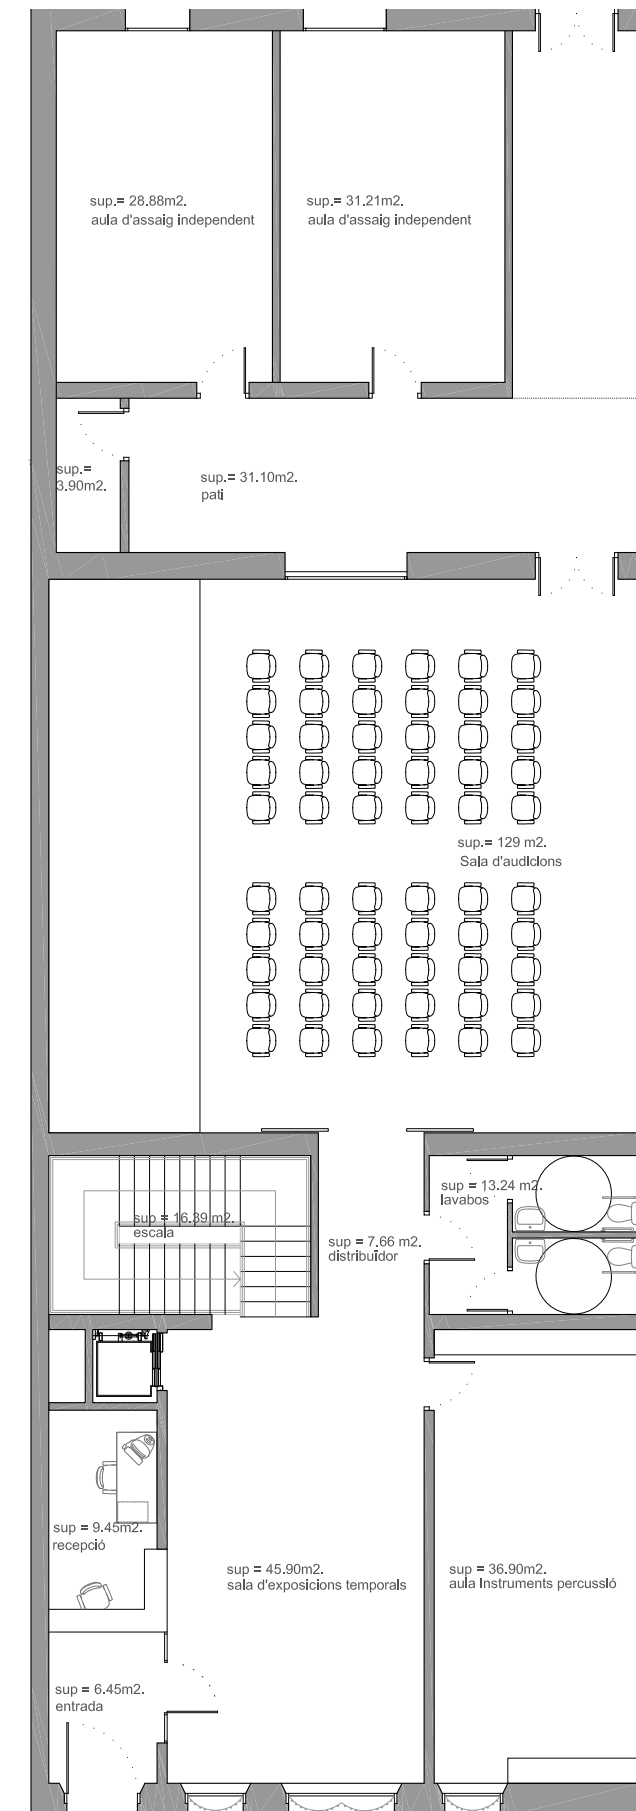 sup.= 28.88m2.
aula d'assaig independent
sup.= 31.21m2.
aula d'assaig independent
sup.=
3.90m2.
sup.= 31.10m2.
pati
sup.= 129 m2.
Sala d'audicions
sup = 16.39 m2.
escala
sup = 13.24 m2.
lavabos
sup = 7.66 m2.
distribuïdor
sup = 9.45m2.
recepció
sup = 45.90m2.
sala d'exposicions temporals
sup = 36.90m2.
aula Instruments percussló
sup = 6.45m2.
entrada